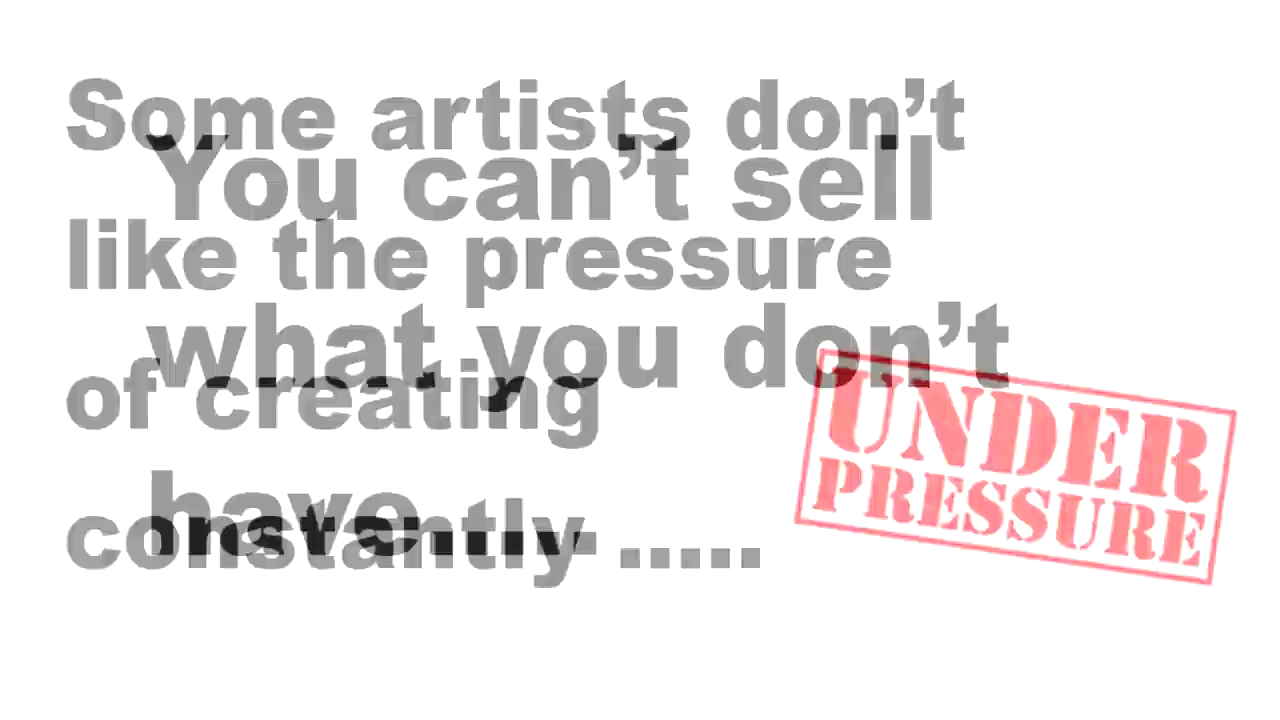 Some artists don't
like the pressure
of creating
constantly .....
You can't sell
what you don't
have......
UNDER
PRESSURE